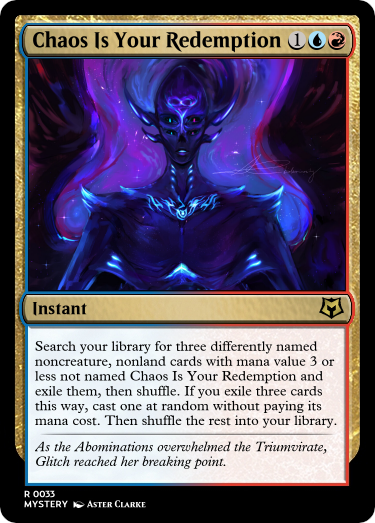 Chaos Is Your Redemption 1
Instant
Search your library for three differently named
noncreature, nonland cards with mana value 3 or
less not named Chaos Is Your Redemption and
exile them, then shuffle. If you exile three cards
this way, cast one at random without paying its
mana cost. Then shuffle the rest into your library.
As the Abominations overwhelmed the Triumvirate,
Glitch reached her breaking point.
R 0033
MYSTERY Aster Clarke